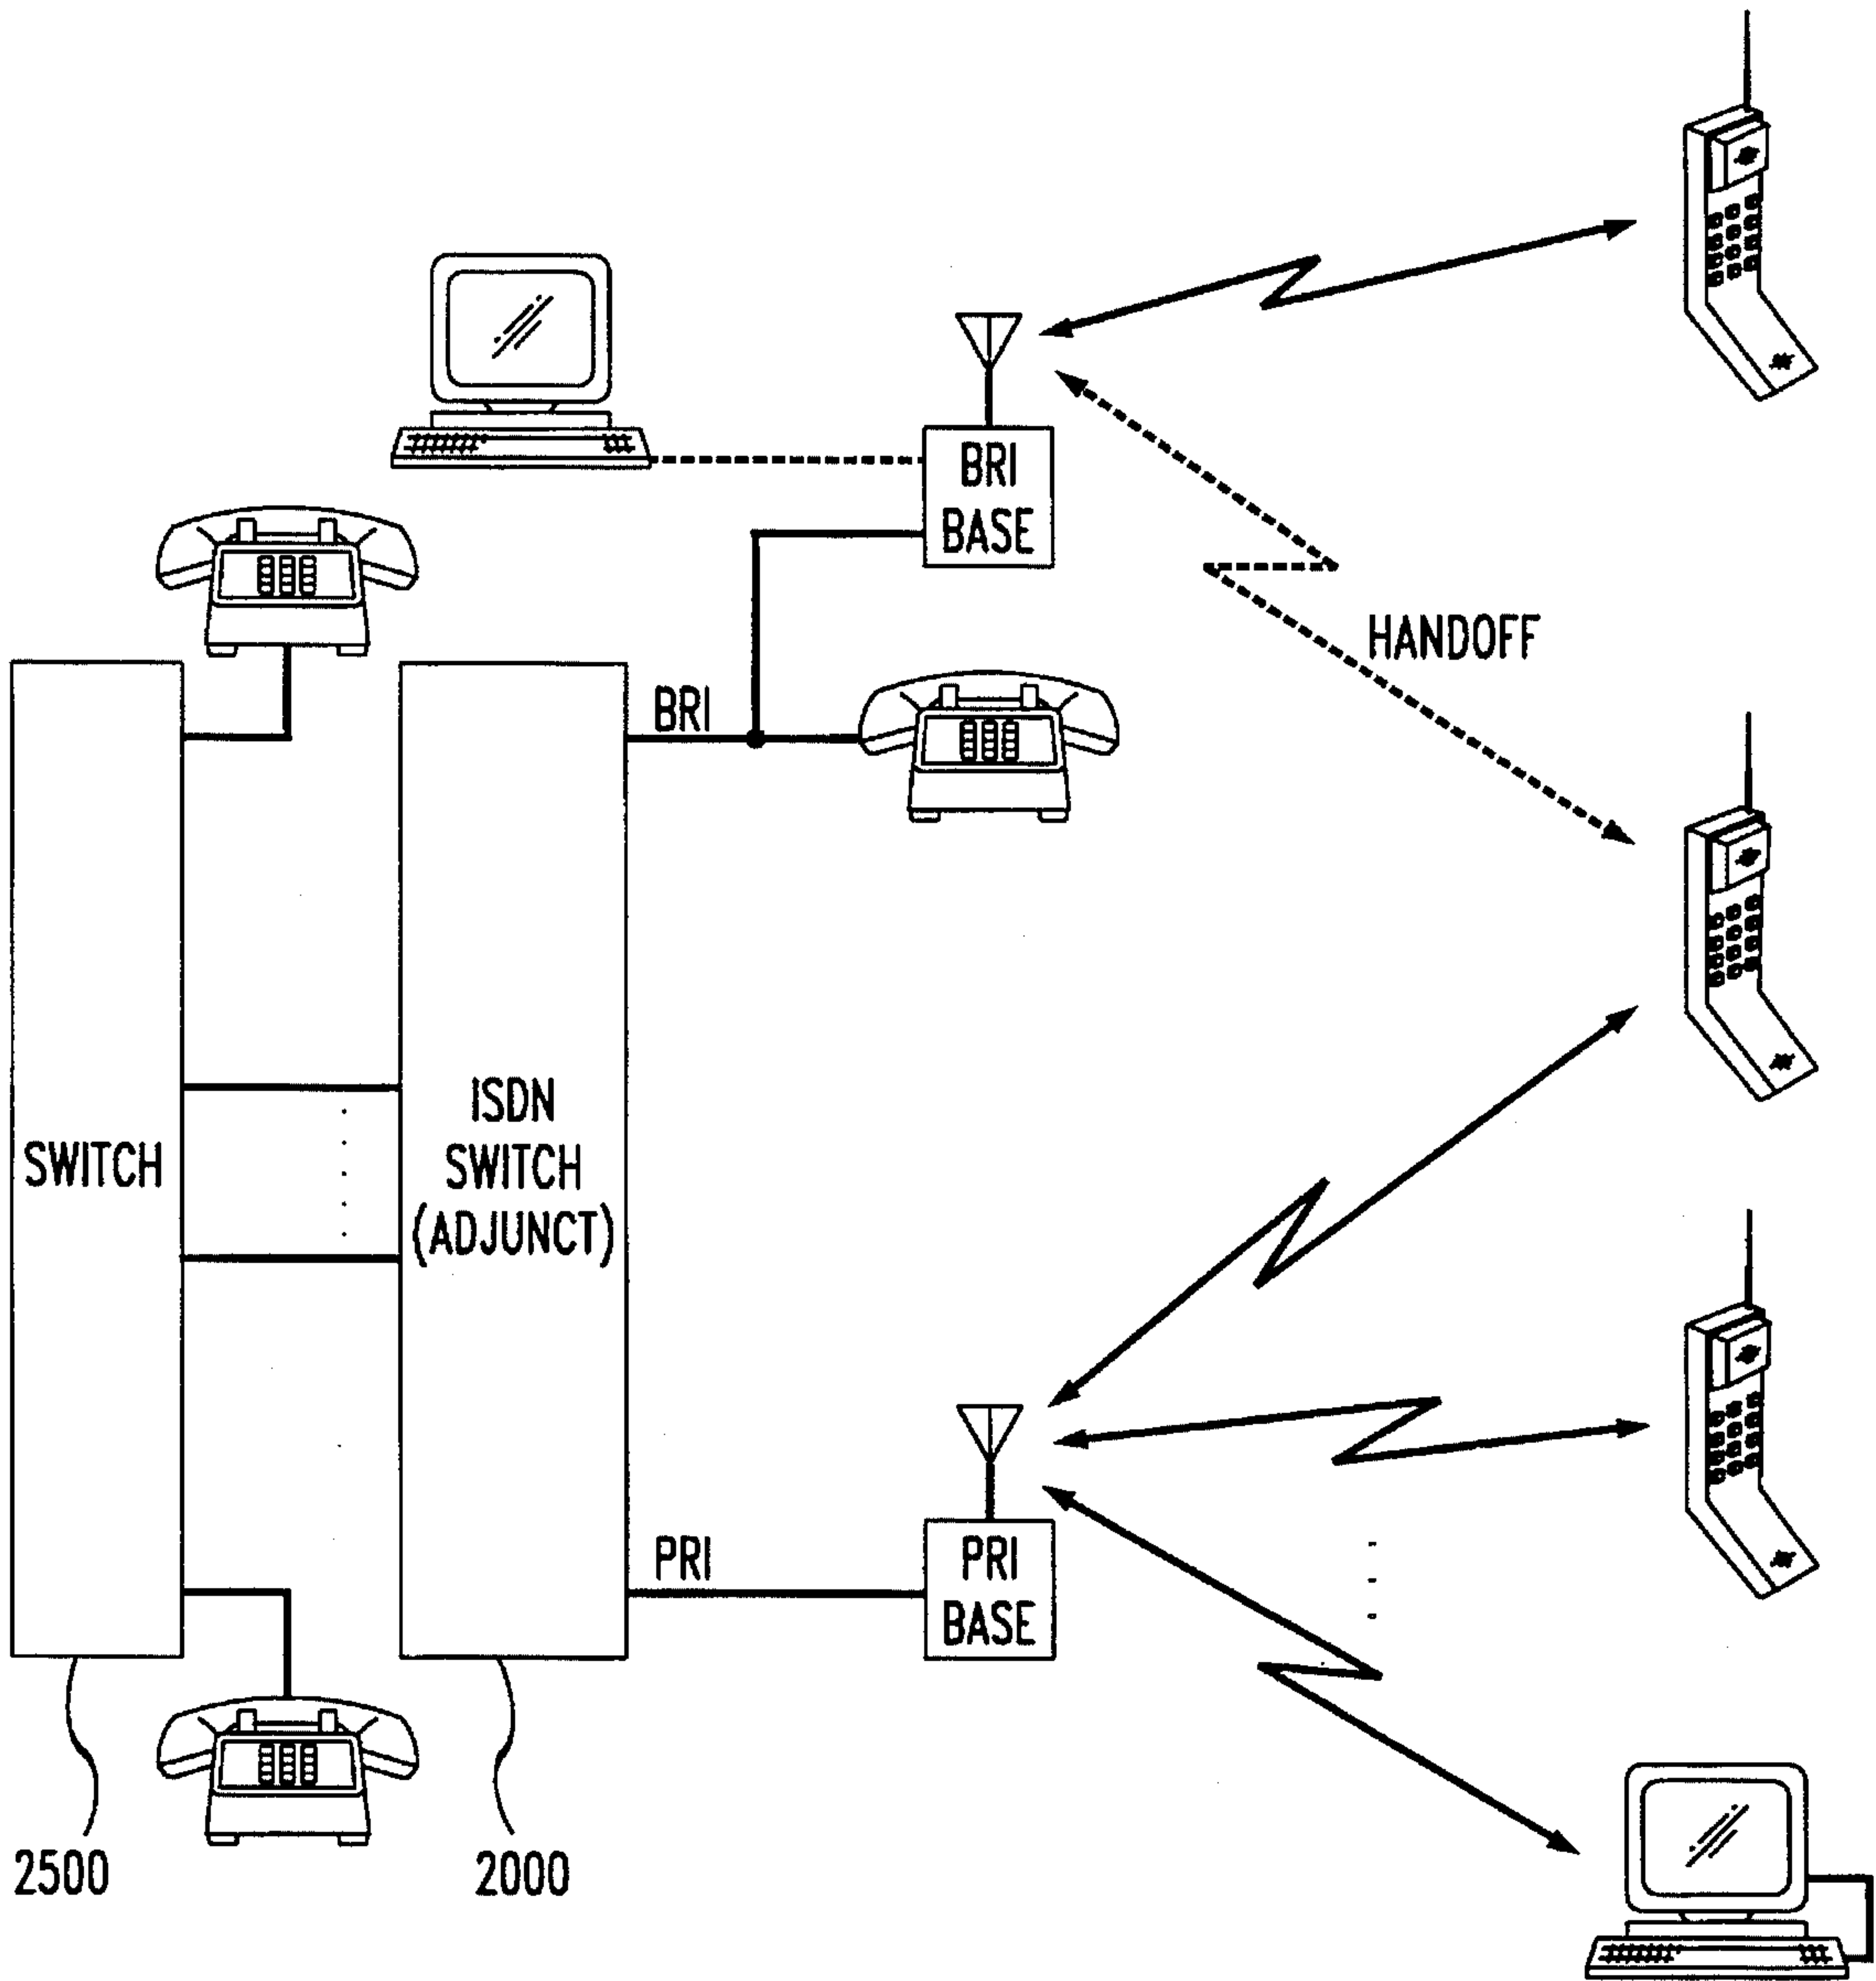 BRI
BASE
HANDOFF
BRI
SWITCH
ISDN
SWITCH
(ADJUNCT)
PRI
PRI
BASE
2500
2000